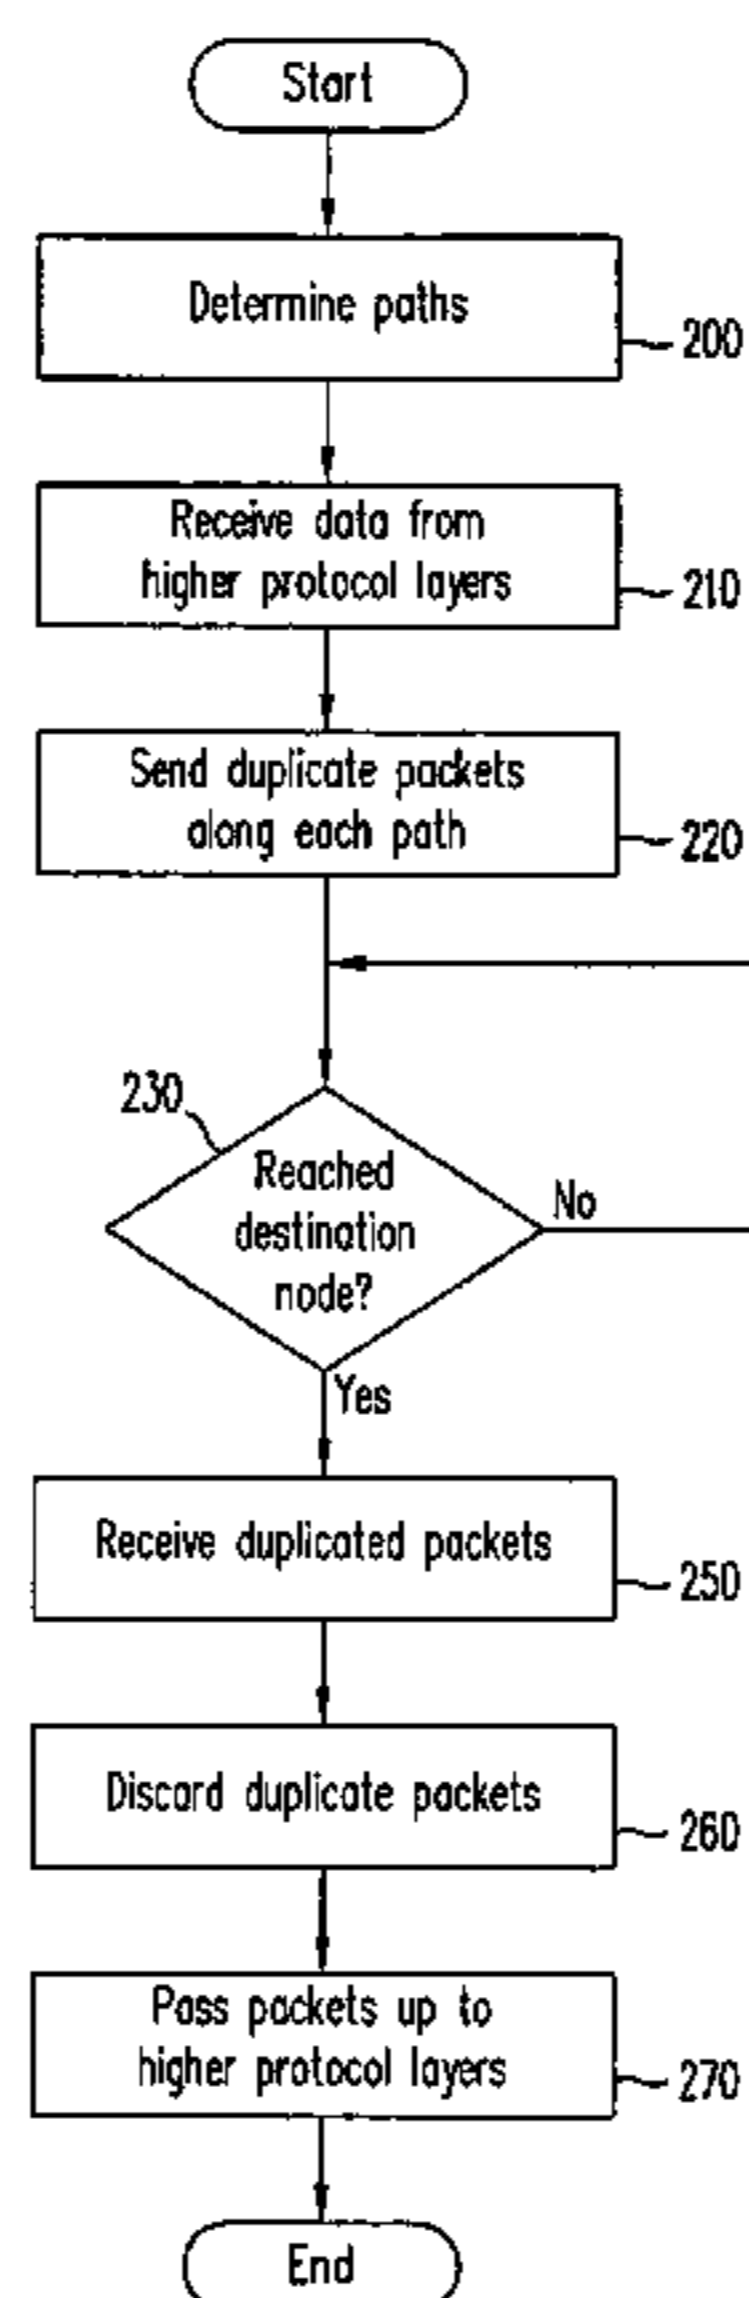 Start
Determine paths
200
Receive data from
higher protocol layers
210
Send duplicate packets
along each path
220
230
Reached
destination
node?
No
Yes
Receive duplicated packets
250
Discard duplicate packets
260
Pass packets up to
higher protocol layers
270
End